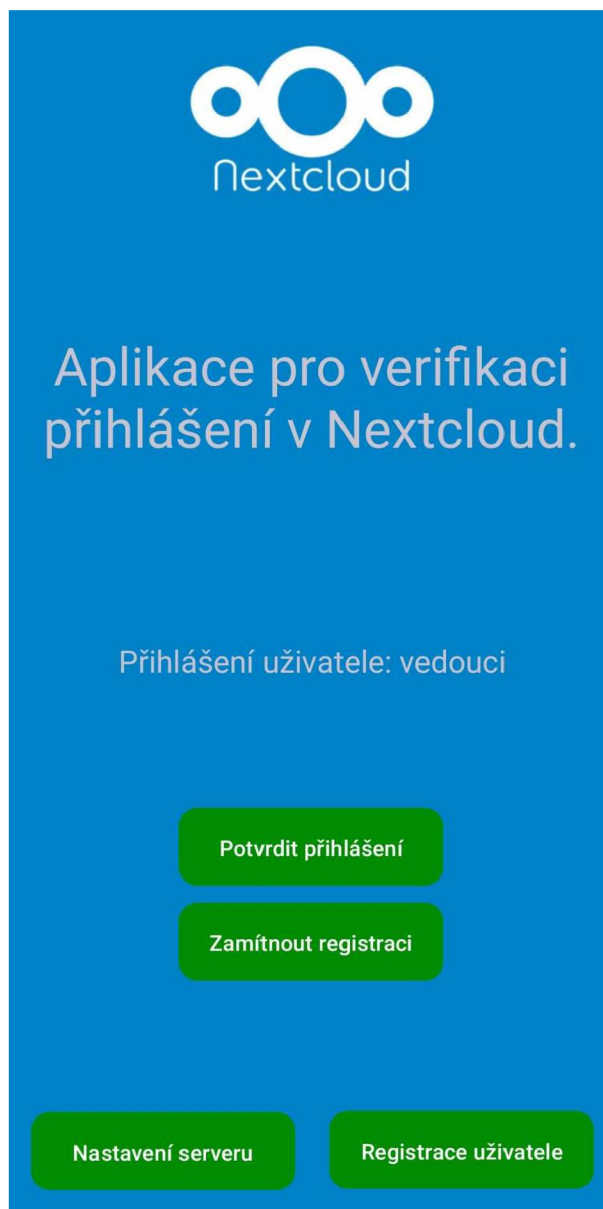 Nextcloud
Aplikace pro verifikaci
přihlášení v Nextcloud.
Přihlášení uživatele: vedouci
Potvrdit přihlášení
Zamítnout registraci
Nastavení serveru
Registrace uživatele